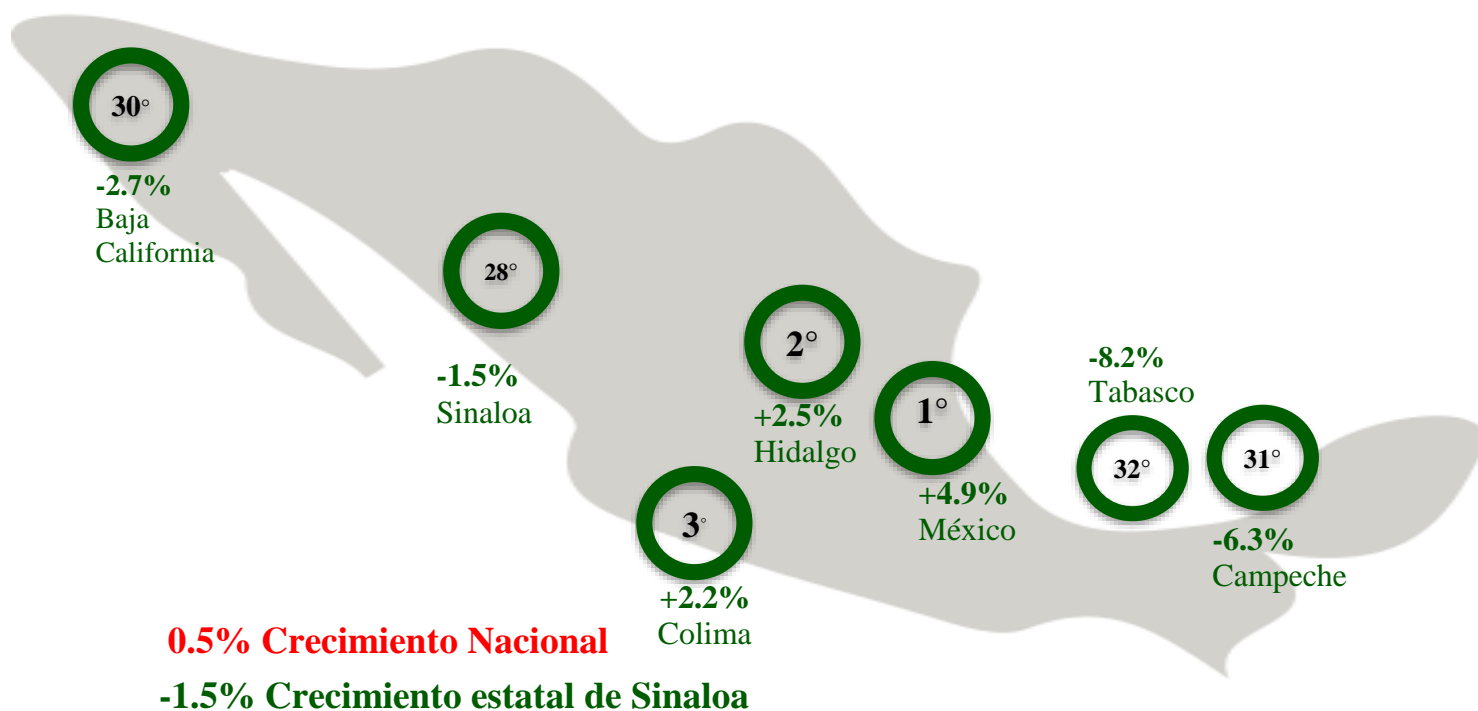 30°
-2.7%
Baja
California
28°
-1.5%
Sinaloa
2°
+2.5%
Hidalgo
1°
+4.9%
México
3°
+2.2%
Colima
-8.2%
Tabasco
32°
31°
-6.3%
Campeche
0.5% Crecimiento Nacional
-1.5% Crecimiento estatal de Sinaloa